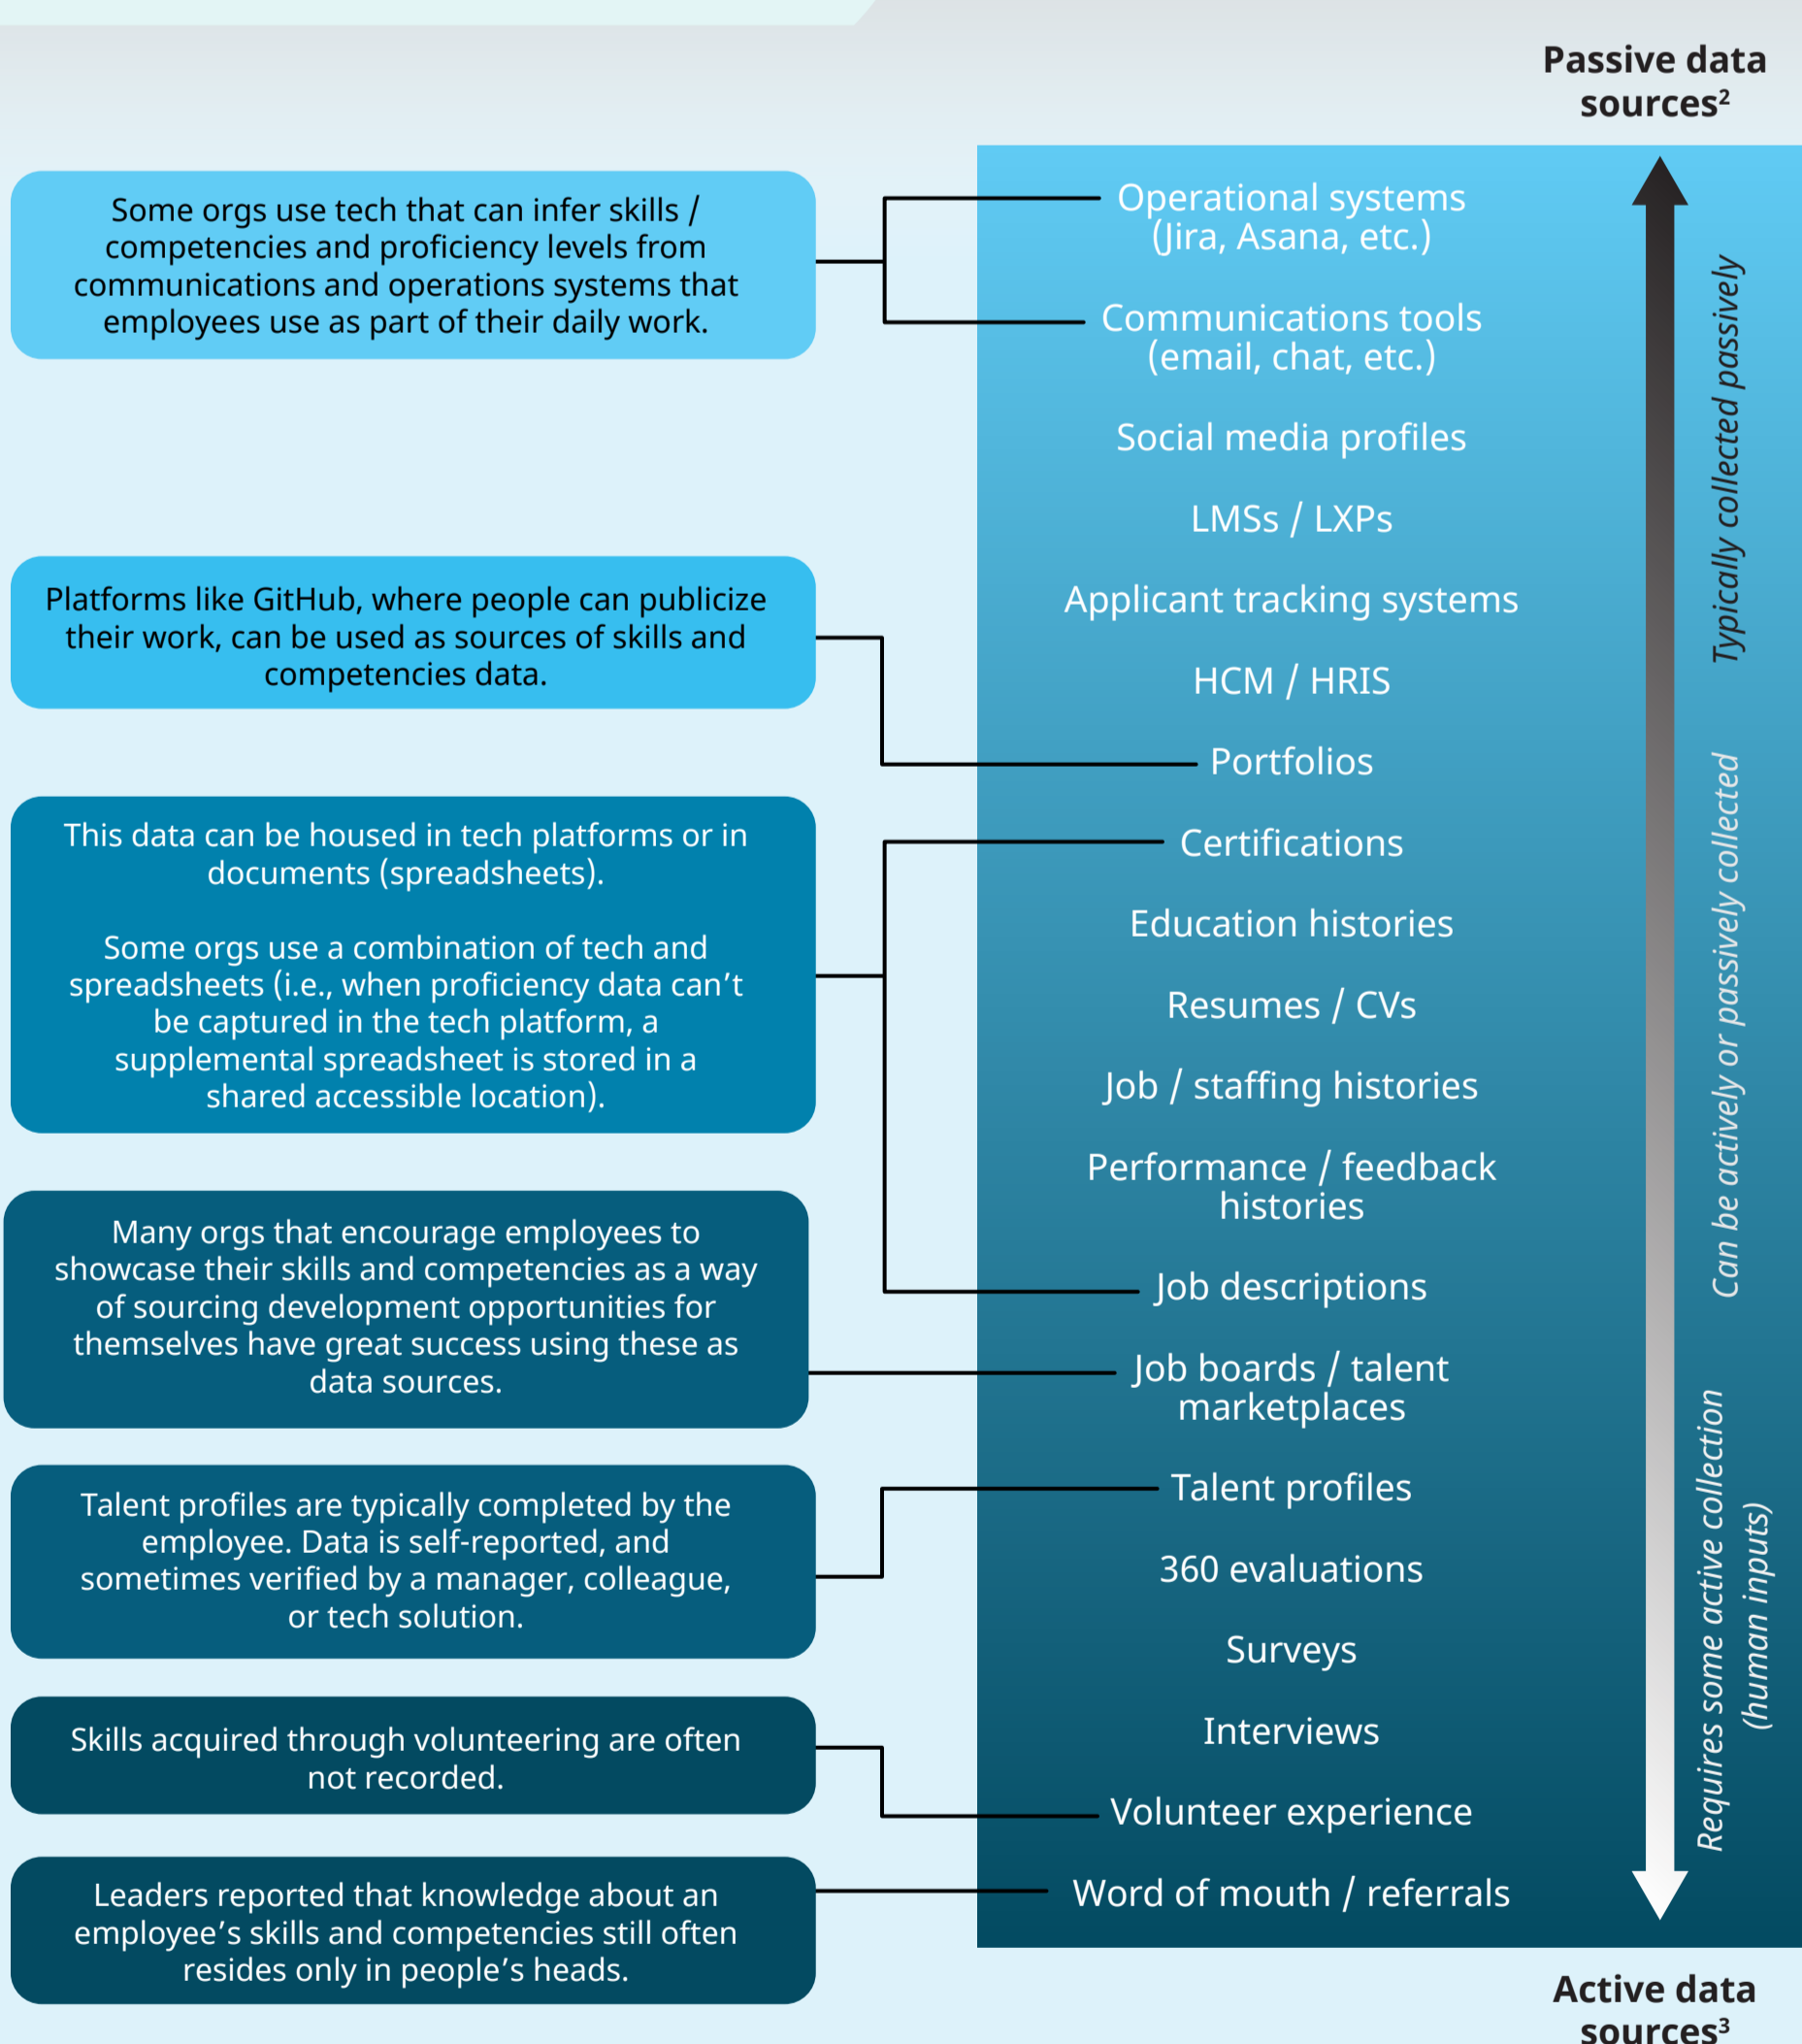 Passive data
sources²
Some orgs use tech that can infer skills /
competencies and proficiency levels from
communications and operations systems that
employees use as part of their daily work.
Operational systems
(Jira, Asana, etc.)
Communications tools
(email, chat, etc.)
Social media profiles
LMSs / LXPs
Platforms like GitHub, where people can publicize
their work, can be used as sources of skills and
competencies data.
Applicant tracking systems
HCM / HRIS
Portfolios
This data can be housed in tech platforms or in
documents (spreadsheets).
Some orgs use a combination of tech and
spreadsheets (i.e., when proficiency data can’t
be captured in the tech platform, a
supplemental spreadsheet is stored in a
shared accessible location).
Certifications
Education histories
Resumes / CVs
Job / staffing histories
Performance / feedback
histories
Job descriptions
Many orgs that encourage employees to
showcase their skills and competencies as a way
of sourcing development opportunities for
themselves have great success using these as
data sources.
Job boards / talent
marketplaces
Talent profiles are typically completed by the
employee. Data is self-reported, and
sometimes verified by a manager, colleague,
or tech solution.
Talent profiles
360 evaluations
Surveys
Interviews
Skills acquired through volunteering are often
not recorded.
Volunteer experience
Leaders reported that knowledge about an
employee’s skills and competencies still often
resides only in people’s heads.
Word of mouth / referrals
Typically collected passively
Can be actively or passively collected
Requires some active collection
(human inputs)
Active data
sources³